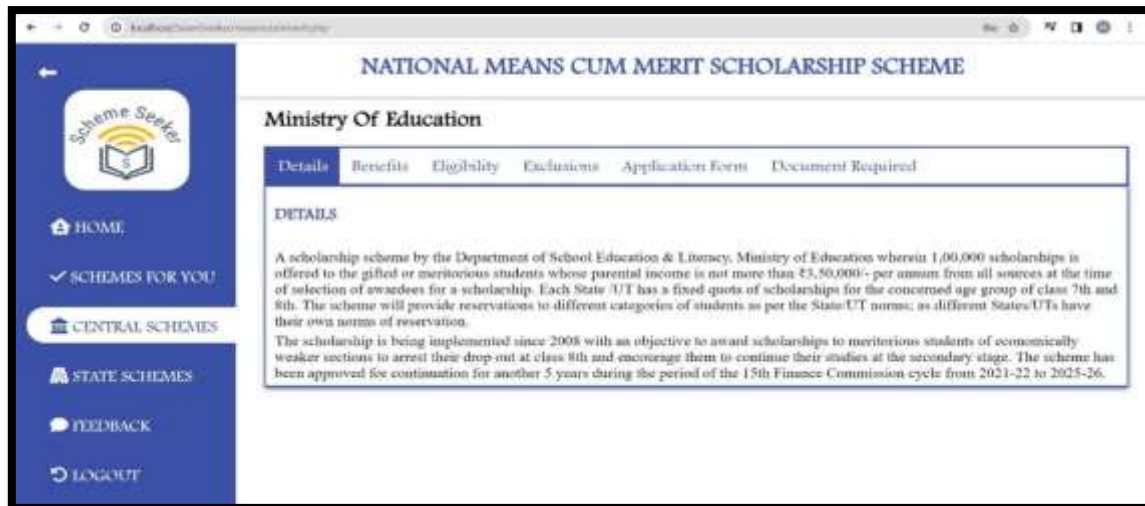 localhost/
NATIONAL MEANS CUM MERIT SCHOLARSHIP SCHEME
Scheme Seeker
$
Ministry Of Education
Details Benefits Eligibility Exclusions Application Form Document Required
DETAILS
A scholarship scheme by the Department of School Education & Literacy, Ministry of Education wherein 1,00,000 scholarships is
offered to the gifted or meritorious students whose parental income is not more than ₹3,50,000/- per annum from all sources at the time
of selection of awardees for a scholarship. Each State /UT has a fixed quota of scholarships for the concerned age group of class 7th and
8th. The scheme will provide reservations to different categories of students as per the State/UT norms; as different States/UTs have
their own norms of reservation.
The scholarship is being implemented since 2008 with an objective to award scholarships to meritorious students of economically
weaker sections to arrest their drop out at class 8th and encourage them to continue their studies at the secondary stage. The scheme has
been approved for continuation for another 5 years during the period of the 15th Finance Commission cycle from 2021-22 to 2025-26.
HOME
SCHEMES FOR YOU
CENTRAL SCHEMES
STATE SCHEMES
FEEDBACK
LOGOUT